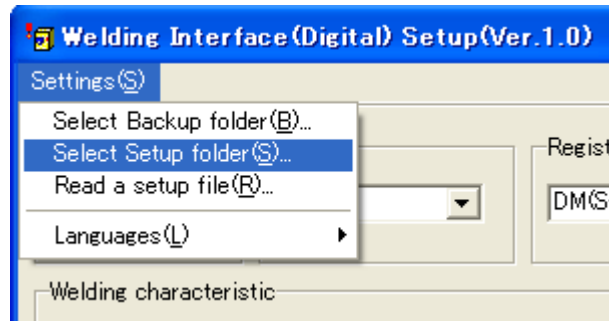 Welding Interface(Digital) Setup(Ver.1.0)
Settings(S)
Select Backup folder(B)...
Select Setup folder(S)...
Read a setup file(R)...
Languages(L)
Regist
DM(S
Welding characteristic